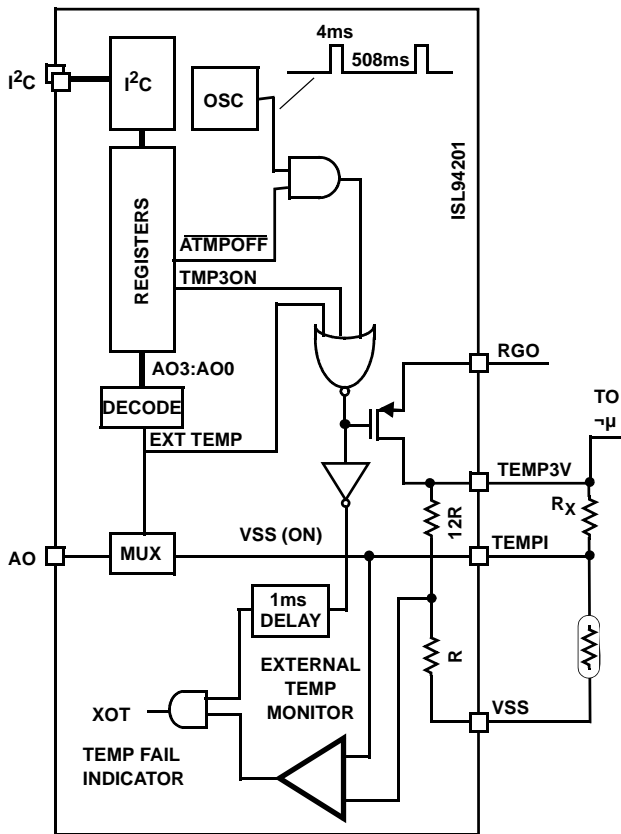 4ms
508ms
I²C
I²C
OSC
ISL94201
REGISTERS
ATMPOFF
TMP3ON
RGO
AO3:AO0
DECODE
TO
¬µ
EXT TEMP
TEMP3V
12R
RX
VSS (ON)
TEMPI
AO
MUX
1ms
DELAY
R
EXTERNAL
TEMP
MONITOR
VSS
XOT
TEMP FAIL
INDICATOR